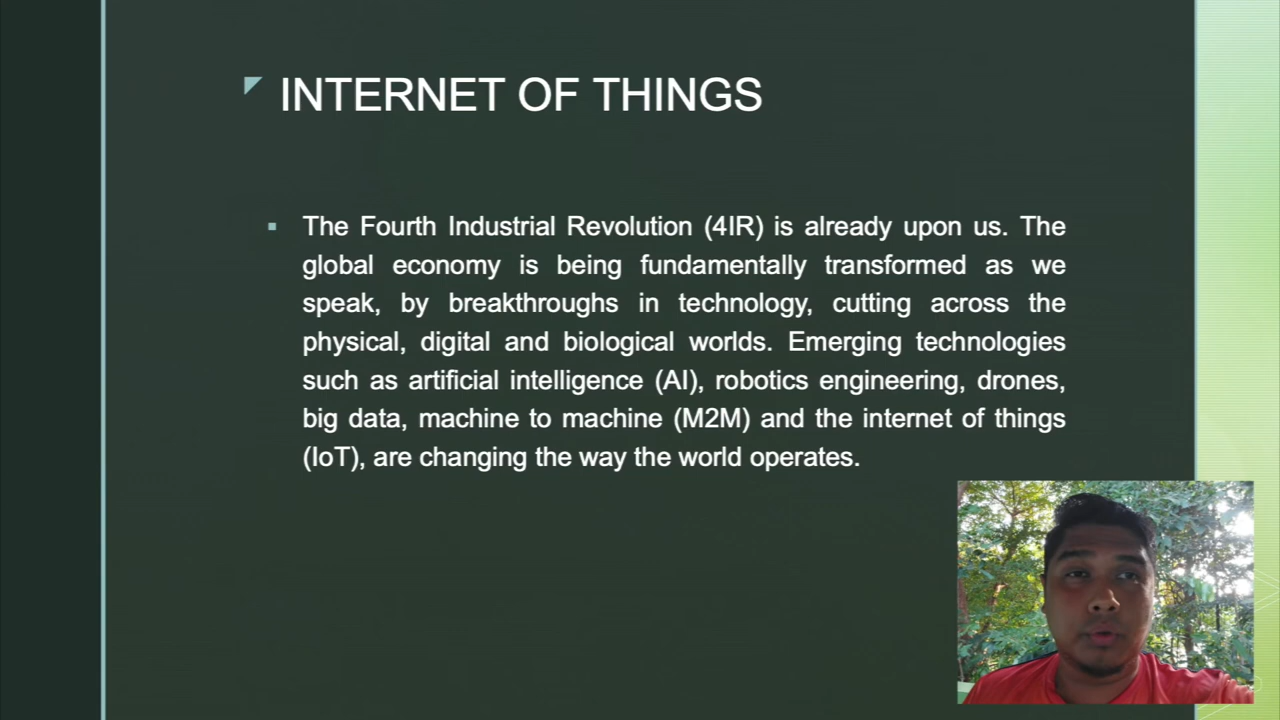 INTERNET OF THINGS
The Fourth Industrial Revolution (4IR) is already upon us. The
global economy is being fundamentally transformed as we
speak, by breakthroughs in technology, cutting across the
physical, digital and biological worlds. Emerging technologies
such as artificial intelligence (AI), robotics engineering, drones,
big data, machine to machine (M2M) and the internet of things
(IoT), are changing the way the world operates.